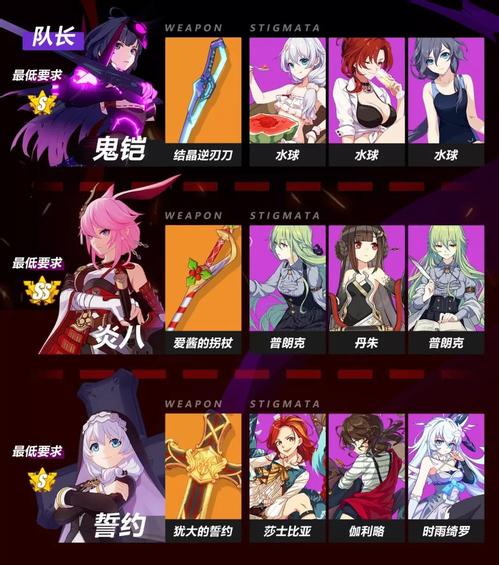 队长
WEAPON
STIGMATA
最低要求
S
鬼铠
结晶逆刃刀
水球
水球
水球
WEAPON
STIGMATA
最低要求
SS
炎八
爱酱的拐杖
普朗克
丹朱
普朗克
WEAPON
STIGMATA
最低要求
S
誓约
犹大的誓约
莎士比亚
伽利略
时雨绮罗